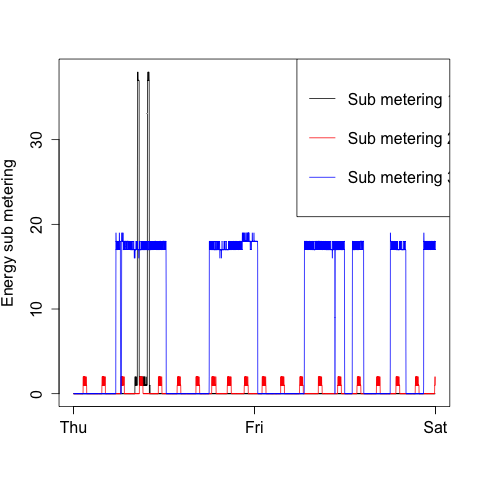 Energy sub metering
30
20
10
0
Thu
Fri
Sat
Sub metering 1
Sub metering 2
Sub metering 3